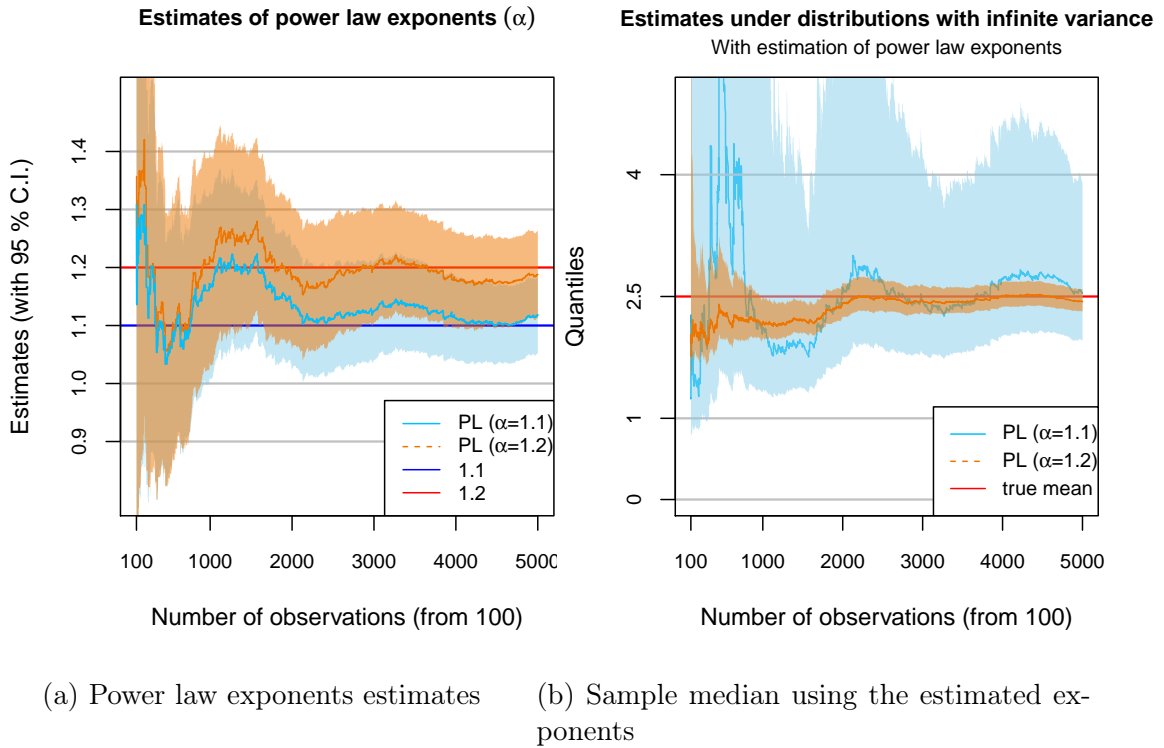 Estimates of power law exponents (α)
Estimates (with 95 % C.I.)
1.4
1.3
1.2
1.1
1.0
0.9
PL (α=1.1)
PL (α=1.2)
1.1
1.2
100
1000
2000
3000
4000
5000
Number of observations (from 100)
(a) Power law exponents estimates
Estimates under distributions with infinite variance
With estimation of power law exponents
Quantiles
4
2.5
1
0
PL (α=1.1)
PL (α=1.2)
true mean
100
1000
2000
3000
4000
5000
Number of observations (from 100)
(b) Sample median using the estimated ex-
ponents